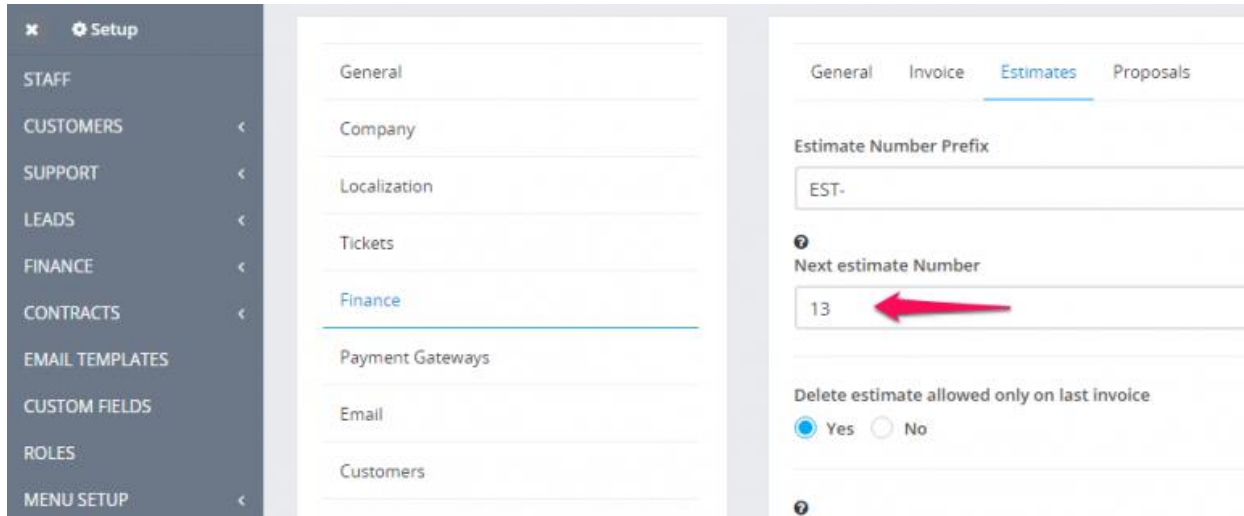 Setup
STAFF
CUSTOMERS
SUPPORT
LEADS
FINANCE
CONTRACTS
EMAIL TEMPLATES
CUSTOM FIELDS
ROLES
MENU SETUP
General
Company
Localization
Tickets
Finance
Payment Gateways
Email
Customers
General Invoice Estimates Proposals
Estimate Number Prefix
EST-
Next estimate Number
13
Delete estimate allowed only on last invoice
Yes No